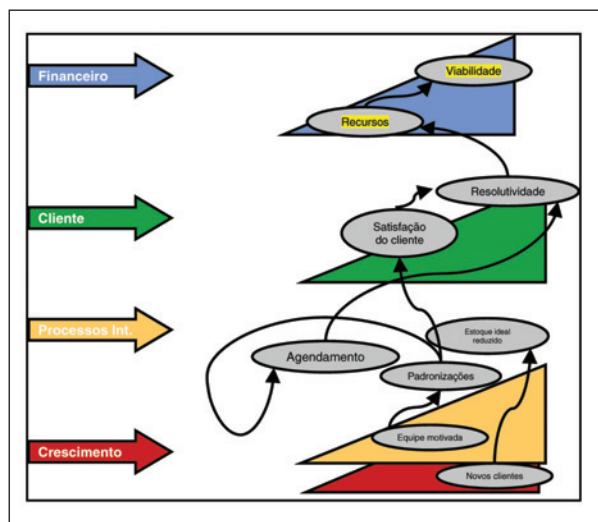 Financeiro
Viabilidade
Recursos
Cliente
Resolutividade
Satisfação
do cliente
Processos Int.
Estoque ideal
reduzido
Agendamento
Padronizações
Crescimento
Equipe motivada
Novos clientes